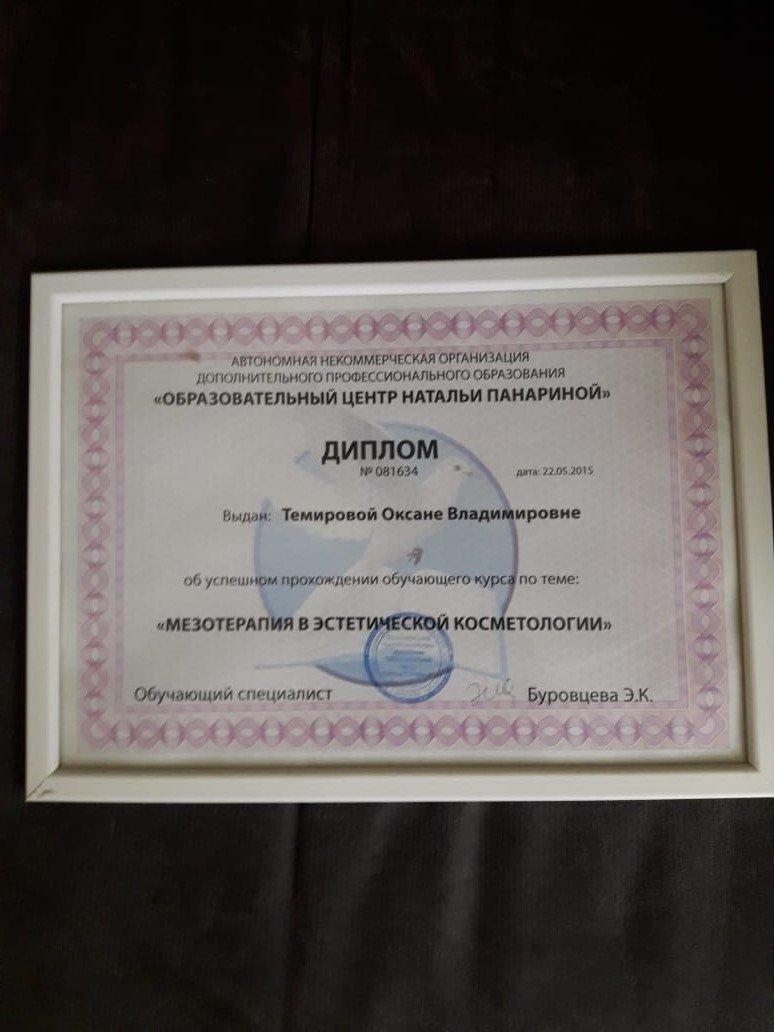 АВТОНОМНАЯ НЕКОММЕРЧЕСКАЯ ОРГАНИЗАЦИЯ
ДОПОЛНИТЕЛЬНОГО ПРОФЕССИОНАЛЬНОГО ОБРАЗОВАНИЯ
«ОБРАЗОВАТЕЛЬНЫЙ ЦЕНТР НАТАЛЬИ ПАНАРИНОЙ»
ДИПЛОМ
№ 081634 дата: 22.05.2015
Выдан: Темировой Оксане Владимировне
об успешном прохождении обучающего курса по теме:
«МЕЗОТЕРАПИЯ В ЭСТЕТИЧЕСКОЙ КОСМЕТОЛОГИИ»
Обучающий специалист Буровцева Э.К.